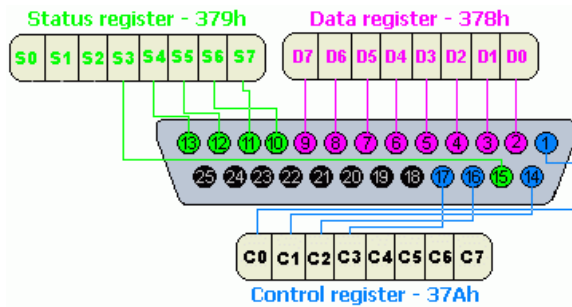 Status register - 379h Data register - 378h
S0 S1 S2 S3 S4 S5 S6 S7 D7 D6 D5 D4 D3 D2 D1 D0
13 12 11 10 9 8 7 6 5 4 3 2 1
25 24 23 22 21 20 19 18 17 16 15 14
C0 C1 C2 C3 C4 C5 C6 C7
Control register - 37Ah